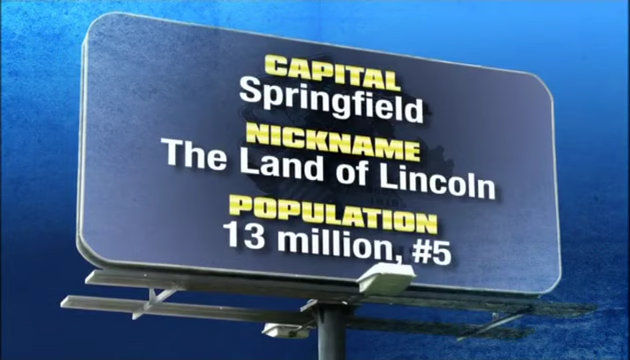 CAPITAL
Springfield
NICKNAME
The Land of Lincoln
POPULATION
13 million, #5